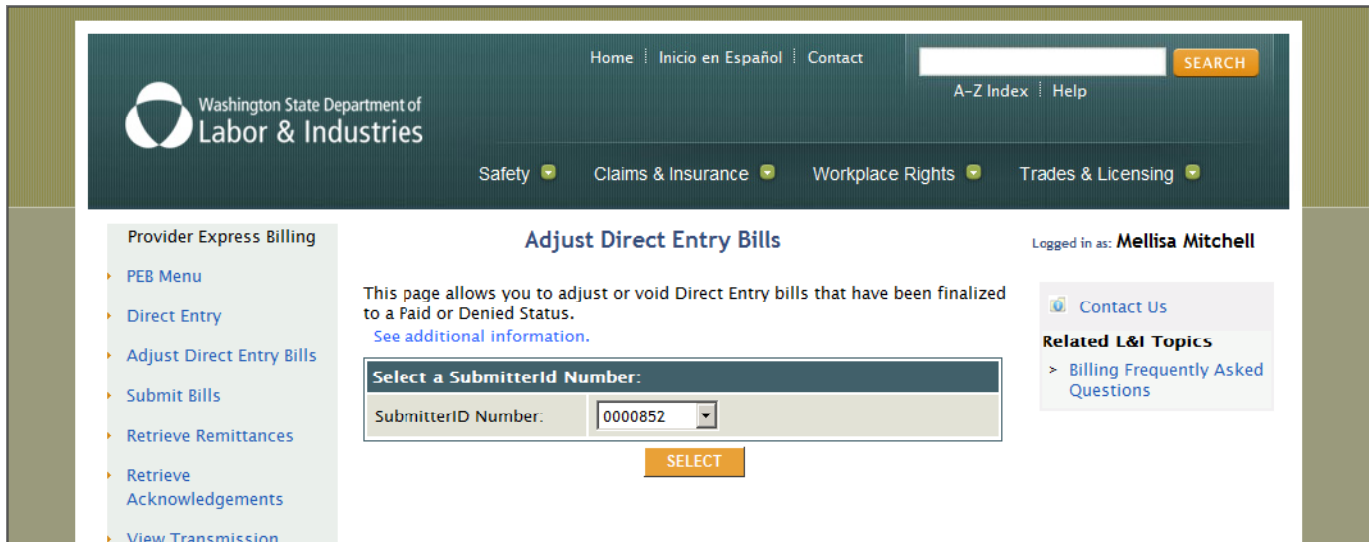 Home Inicio en Español Contact
SEARCH
A-Z Index Help
Washington State Department of
Labor & Industries
Safety Claims & Insurance Workplace Rights Trades & Licensing
Provider Express Billing
PEB Menu
Direct Entry
Adjust Direct Entry Bills
Submit Bills
Retrieve Remittances
Retrieve
Acknowledgements
View Transmission
Adjust Direct Entry Bills
This page allows you to adjust or void Direct Entry bills that have been finalized
to a Paid or Denied Status.
See additional information.
Select a SubmitterId Number:
SubmitterID Number: 0000852
SELECT
Logged in as: Mellisa Mitchell
Contact Us
Related L&I Topics
> Billing Frequently Asked
Questions